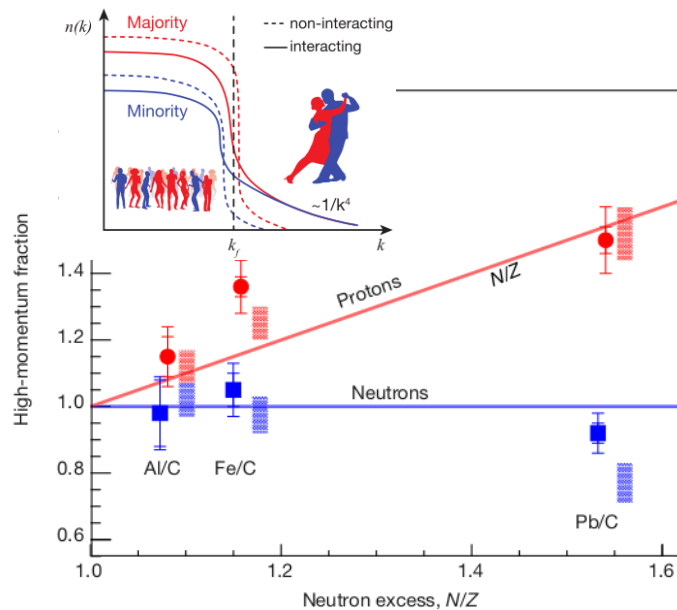 n(k)
Majority
non-interacting
interacting
Minority
~1/k⁴
k_f
k
High-momentum fraction
1.4
1.2
1.0
0.8
0.6
Protons
N/Z
Neutrons
Al/C
Fe/C
Pb/C
1.0
1.2
1.4
1.6
Neutron excess, N/Z